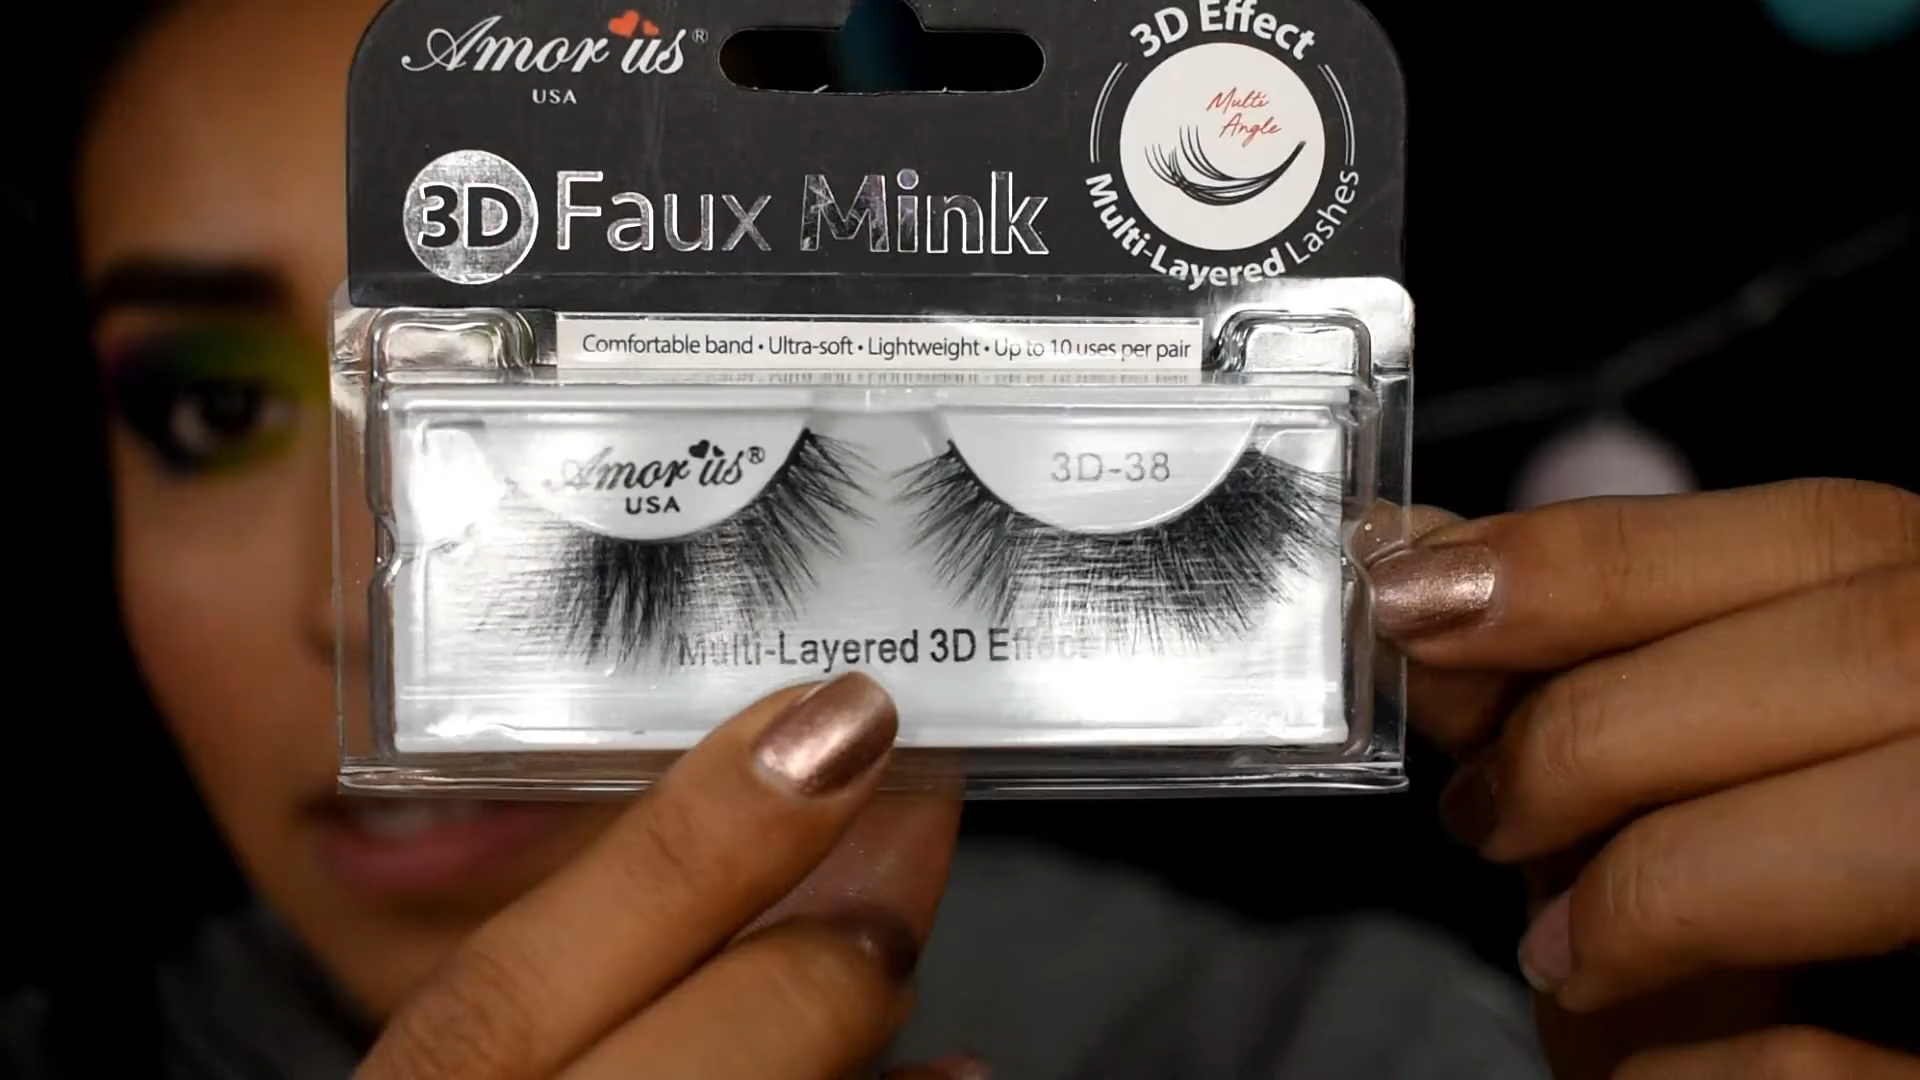 Amor us®
USA
3D Effect
Multi
Angle
Multi-Layered Lashes
3D Faux Mink
Comfortable band • Ultra-soft • Lightweight • Up to 10 uses per pair
Amor us®
USA
3D-38
Multi-Layered 3D Effect